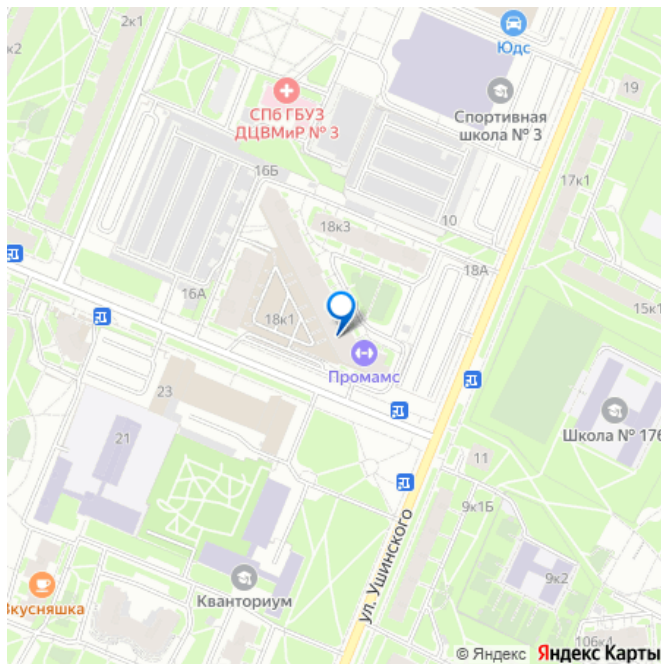 2к1
к2
Юдс
19
СПб ГБУЗ
ДЦВМиР № 3
Спортивная
школа № 3
16Б
17к1
10
18к3
18А
16А
15к1
18к1
Промамс
23
21
Школа № 176
11
9к1Б
ул. Ушинского
9к2
Кванториум
Вкусняшка
106к4
© Яндекс Яндекс Карты